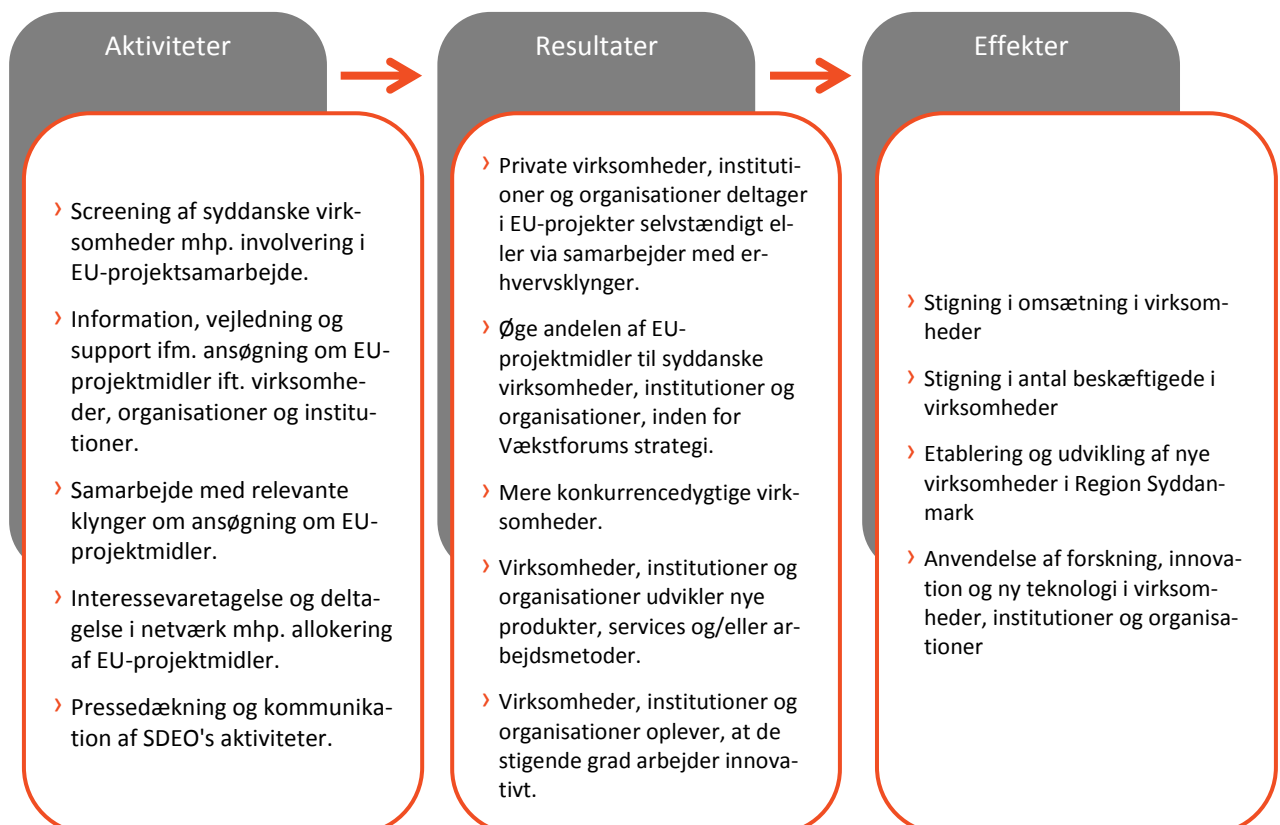 Aktiviteter
› Screening af syddanske virk-
somheder mhp. involvering i
EU-projektsamarbejde.
› Information, vejledning og
support ifm. ansøgning om EU-
projektmidler ift. virksomhe-
der, organisationer og institu-
tioner.
› Samarbejde med relevante
klynger om ansøgning om EU-
projektmidler.
› Interessevaretagelse og delta-
gelse i netværk mhp. allokering
af EU-projektmidler.
› Pressedækning og kommunika-
tion af SDEO's aktiviteter.
Resultater
› Private virksomheder, instituti-
oner og organisationer deltager
i EU-projekter selvstændigt el-
ler via samarbejder med er-
hvervsklynger.
› Øge andelen af EU-
projektmidler til syddanske
virksomheder, institutioner og
organisationer, inden for
Vækstforums strategi.
› Mere konkurrencedygtige virk-
somheder.
› Virksomheder, institutioner og
organisationer udvikler nye
produkter, services og/eller ar-
bejdsmetoder.
› Virksomheder, institutioner og
organisationer oplever, at de
stigende grad arbejder innova-
tivt.
Effekter
› Stigning i omsætning i virksom-
heder
› Stigning i antal beskæftigede i
virksomheder
› Etablering og udvikling af nye
virksomheder i Region Syddan-
mark
› Anvendelse af forskning, innova-
tion og ny teknologi i virksom-
heder, institutioner og organisa-
tioner